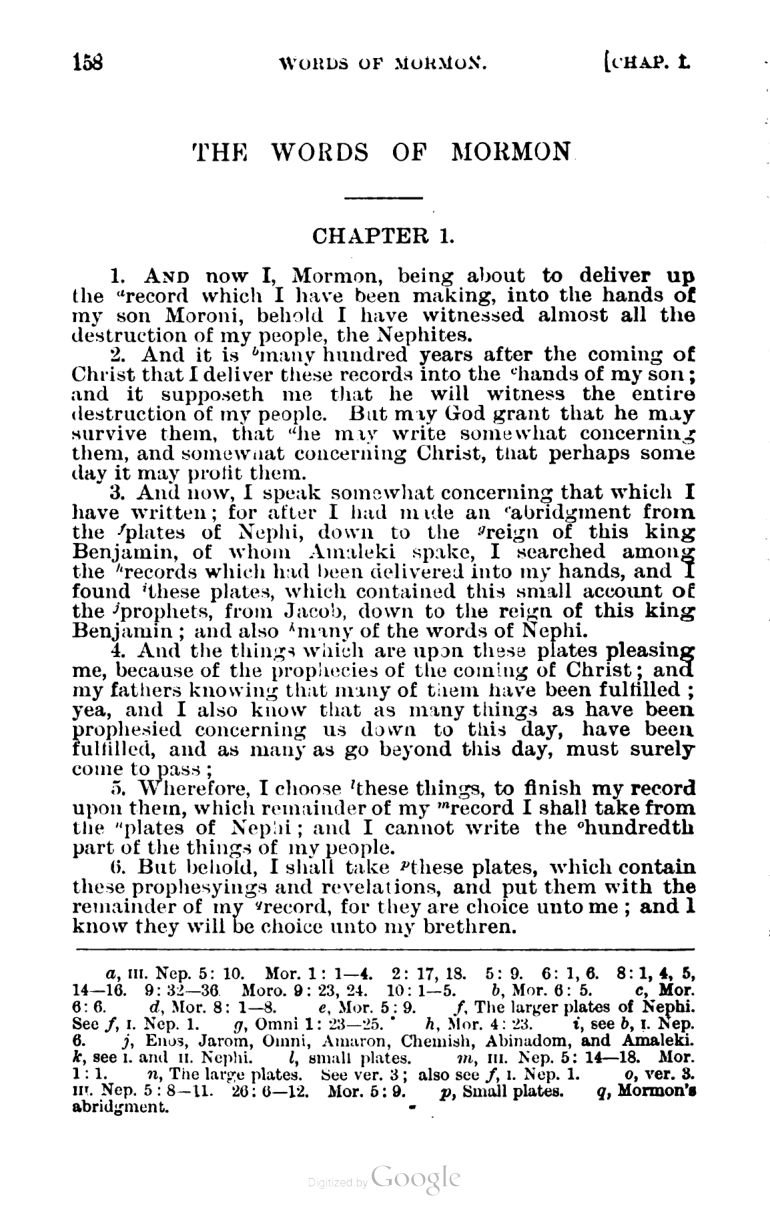 158 WORDS OF MORMON. [CHAP. 1.
THE WORDS OF MORMON
CHAPTER 1.
1. AND now I, Mormon, being about to deliver up
the ᵃrecord which I have been making, into the hands of
my son Moroni, behold I have witnessed almost all the
destruction of my people, the Nephites.
2. And it is ᵇmany hundred years after the coming of
Christ that I deliver these records into the ᶜhands of my son;
and it supposeth me that he will witness the entire
destruction of my people. But may God grant that he may
survive them, that ᵈhe may write somewhat concerning
them, and somewhat concerning Christ, that perhaps some
day it may profit them.
3. And now, I speak somewhat concerning that which I
have written; for after I had made an ᵉabridgment from
the ᶠplates of Nephi, down to the ᵍreign of this king
Benjamin, of whom Amaleki spake, I searched among
the ʰrecords which had been delivered into my hands, and I
found ⁱthese plates, which contained this small account of
the ʲprophets, from Jacob, down to the reign of this king
Benjamin; and also ᵏmany of the words of Nephi.
4. And the things which are upon these plates pleasing
me, because of the prophecies of the coming of Christ; and
my fathers knowing that many of them have been fulfilled;
yea, and I also know that as many things as have been
prophesied concerning us down to this day, have been
fulfilled, and as many as go beyond this day, must surely
come to pass;
5. Wherefore, I choose ˡthese things, to finish my record
upon them, which remainder of my ᵐrecord I shall take from
the ⁿplates of Nephi; and I cannot write the ᵒhundredth
part of the things of my people.
6. But behold, I shall take ᵖthese plates, which contain
these prophesyings and revelations, and put them with the
remainder of my qrecord, for they are choice unto me; and I
know they will be choice unto my brethren.
a, III. Nep. 5: 10. Mor. 1: 1—4. 2: 17, 18. 5: 9. 6: 1, 6. 8: 1, 4, 5,
14—16. 9: 32—36. Moro. 9: 23, 24. 10: 1—5. b, Mor. 6: 5. c, Mor.
6: 6. d, Mor. 8: 1—8. e, Mor. 5: 9. f, The larger plates of Nephi.
See f, I. Nep. 1. g, Omni 1: 23—25. h, Mor. 4: 23. i, see b, I. Nep.
6. j, Enos, Jarom, Omni, Amaron, Chemish, Abinadom, and Amaleki.
k, see I. and II. Nephi. l, small plates. m, III. Nep. 5: 14—18. Mor.
1: 1. n, The large plates. See ver. 3; also see f, I. Nep. 1. o, ver. 3.
III. Nep. 5: 8—11. 26: 6—12. Mor. 5: 9. p, Small plates. q, Mormon's
abridgment.
Digitized by Google